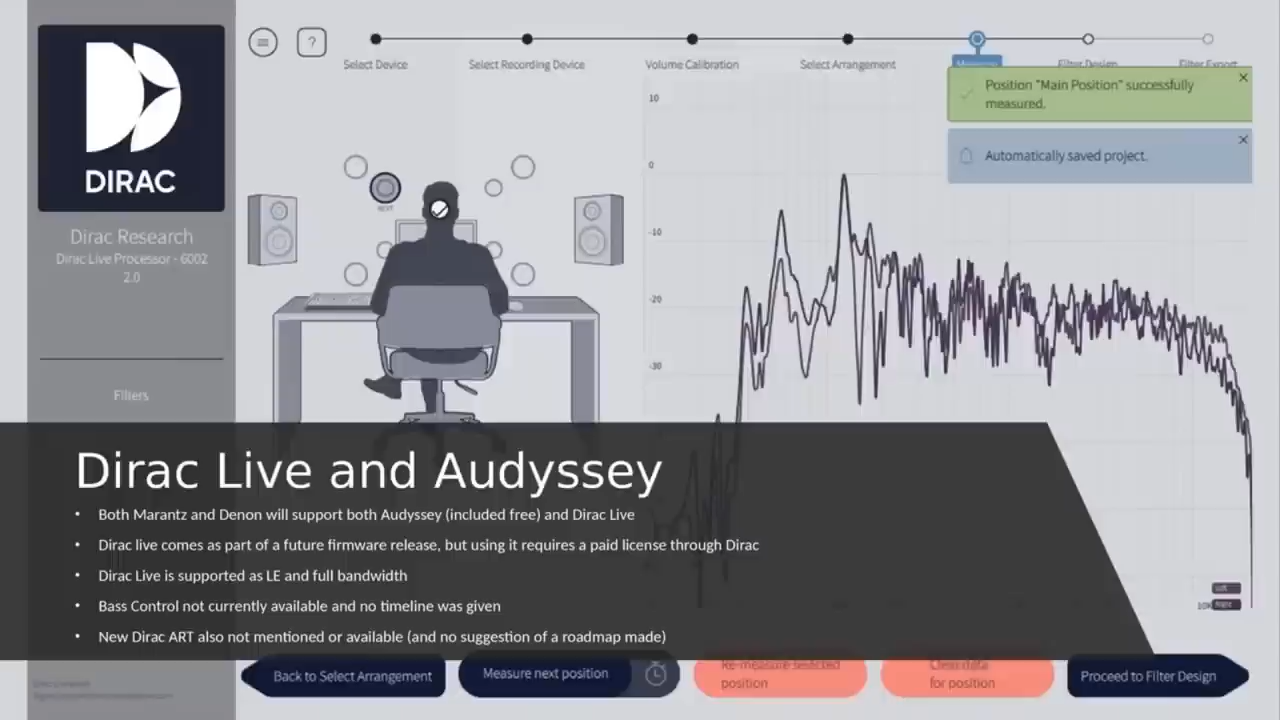 DIRAC
Dirac Research
Dirac Live Processor - 6002
2.0
Filters
?
Select Device
Select Recording Device
Volume Calibration
Select Arrangement
Measure
Filter Design
Filter Export
Position "Main Position" successfully
measured.
Automatically saved project.
NEXT
10
0
-10
-20
-30
Dirac Live and Audyssey
• Both Marantz and Denon will support both Audyssey (included free) and Dirac Live
• Dirac live comes as part of a future firmware release, but using it requires a paid license through Dirac
• Dirac Live is supported as LE and full bandwidth
• Bass Control not currently available and no timeline was given
• New Dirac ART also not mentioned or available (and no suggestion of a roadmap made)
Left
10K
Right
Back to Select Arrangement
Measure next position
Re-measure selected
position
Clear data
for position
Proceed to Filter Design